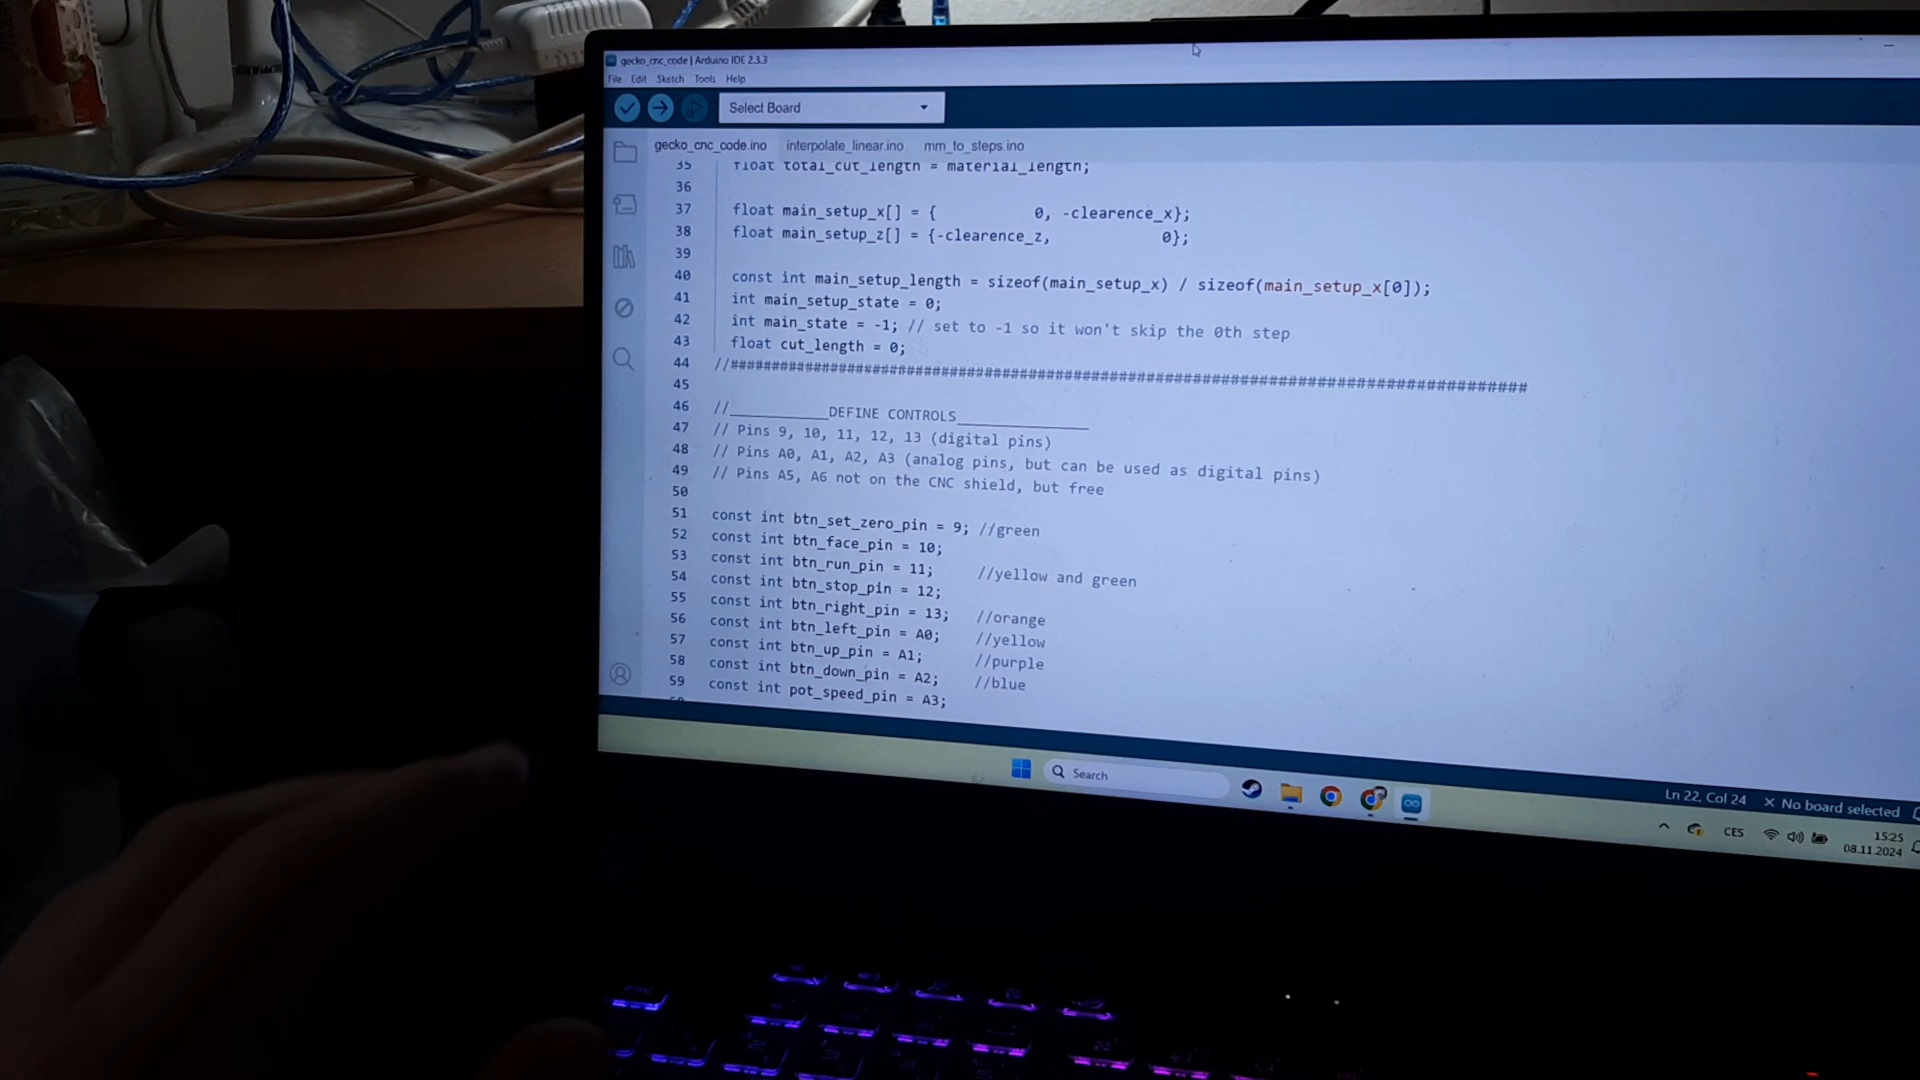 gecko_cnc_code | Arduino IDE 2.3.3
File Edit Sketch Tools Help
Select Board
gecko_cnc_code.ino interpolate_linear.ino mm_to_steps.ino
35 float total_cut_length = material_length;
36
37 float main_setup_x[] = { 0, -clearence_x};
38 float main_setup_z[] = {-clearence_z, 0};
39
40 const int main_setup_length = sizeof(main_setup_x) / sizeof(main_setup_x[0]);
41 int main_setup_state = 0;
42 int main_state = -1; // set to -1 so it won't skip the 0th step
43 float cut_length = 0;
44 //#################################################################################################
45
46 //____________DEFINE CONTROLS________________
47 // Pins 9, 10, 11, 12, 13 (digital pins)
48 // Pins A0, A1, A2, A3 (analog pins, but can be used as digital pins)
49 // Pins A5, A6 not on the CNC shield, but free
50
51 const int btn_set_zero_pin = 9; //green
52 const int btn_face_pin = 10;
53 const int btn_run_pin = 11; //yellow and green
54 const int btn_stop_pin = 12;
55 const int btn_right_pin = 13; //orange
56 const int btn_left_pin = A0; //yellow
57 const int btn_up_pin = A1; //purple
58 const int btn_down_pin = A2; //blue
59 const int pot_speed_pin = A3;
Ln 22, Col 24 × No board selected
Search
CES
15:25
08.11.2024